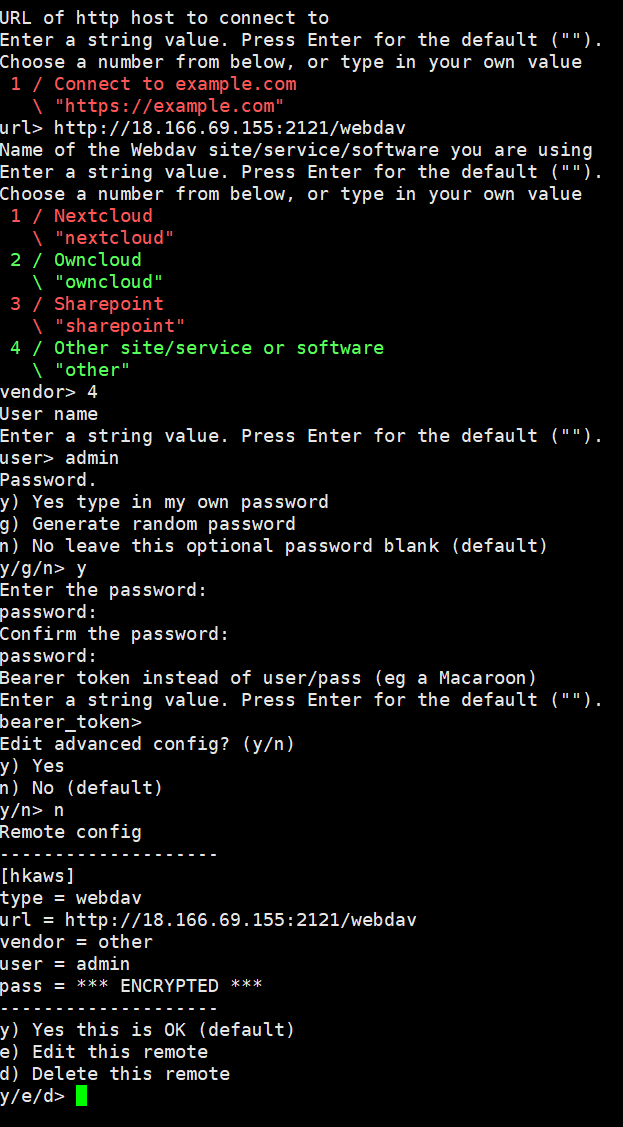 URL of http host to connect to
Enter a string value. Press Enter for the default ("").
Choose a number from below, or type in your own value
 1 / Connect to example.com
   \ "https://example.com"
url> http://18.166.69.155:2121/webdav
Name of the Webdav site/service/software you are using
Enter a string value. Press Enter for the default ("").
Choose a number from below, or type in your own value
 1 / Nextcloud
   \ "nextcloud"
 2 / Owncloud
   \ "owncloud"
 3 / Sharepoint
   \ "sharepoint"
 4 / Other site/service or software
   \ "other"
vendor> 4
User name
Enter a string value. Press Enter for the default ("").
user> admin
Password.
y) Yes type in my own password
g) Generate random password
n) No leave this optional password blank (default)
y/g/n> y
Enter the password:
password:
Confirm the password:
password:
Bearer token instead of user/pass (eg a Macaroon)
Enter a string value. Press Enter for the default ("").
bearer_token>
Edit advanced config? (y/n)
y) Yes
n) No (default)
y/n> n
Remote config
--------------------
[hkaws]
type = webdav
url = http://18.166.69.155:2121/webdav
vendor = other
user = admin
pass = *** ENCRYPTED ***
--------------------
y) Yes this is OK (default)
e) Edit this remote
d) Delete this remote
y/e/d>